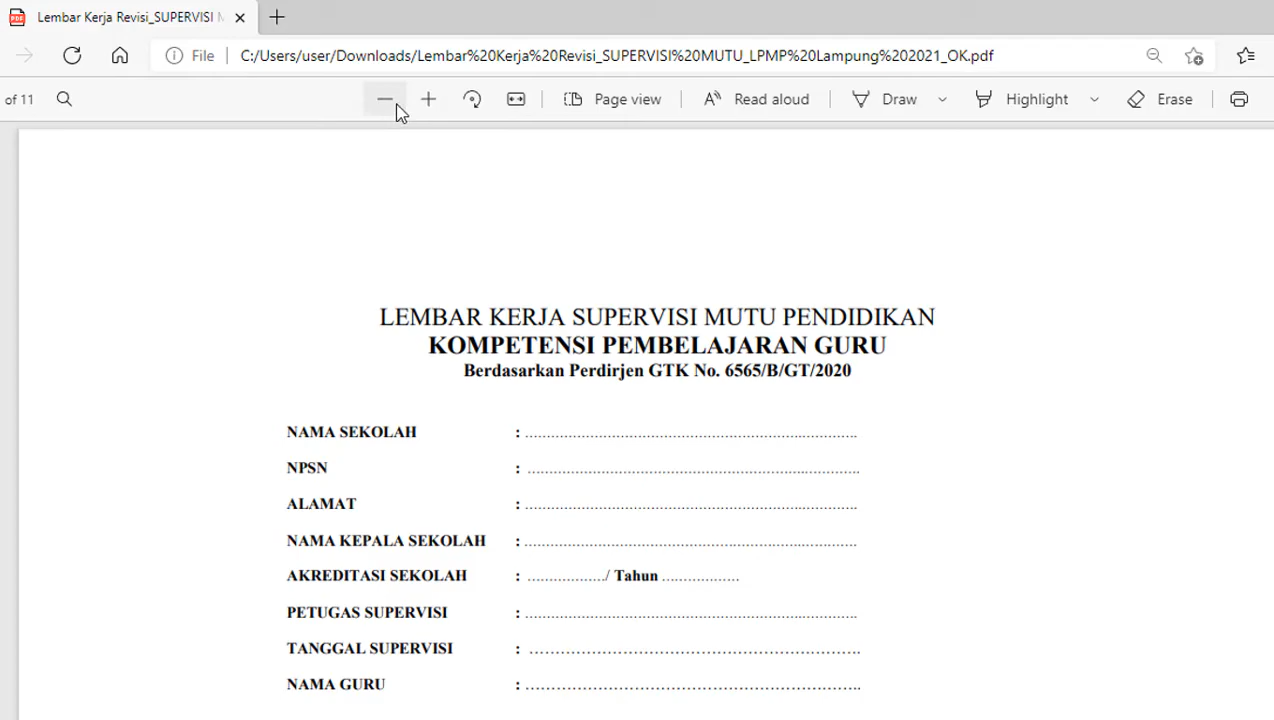 Lembar Kerja Revisi_SUPERVISI
File C:/Users/user/Downloads/Lembar%20Kerja%20Revisi_SUPERVISI%20MUTU_LPMP%20Lampung%202021_OK.pdf
of 11 Page view Read aloud Draw Highlight Erase
LEMBAR KERJA SUPERVISI MUTU PENDIDIKAN
KOMPETENSI PEMBELAJARAN GURU
Berdasarkan Perdirjen GTK No. 6565/B/GT/2020
NAMA SEKOLAH : ..............................................................
NPSN : ..............................................................
ALAMAT : ..............................................................
NAMA KEPALA SEKOLAH : ..............................................................
AKREDITASI SEKOLAH : ................../ Tahun .................
PETUGAS SUPERVISI : ..............................................................
TANGGAL SUPERVISI : ..............................................................
NAMA GURU : ..............................................................